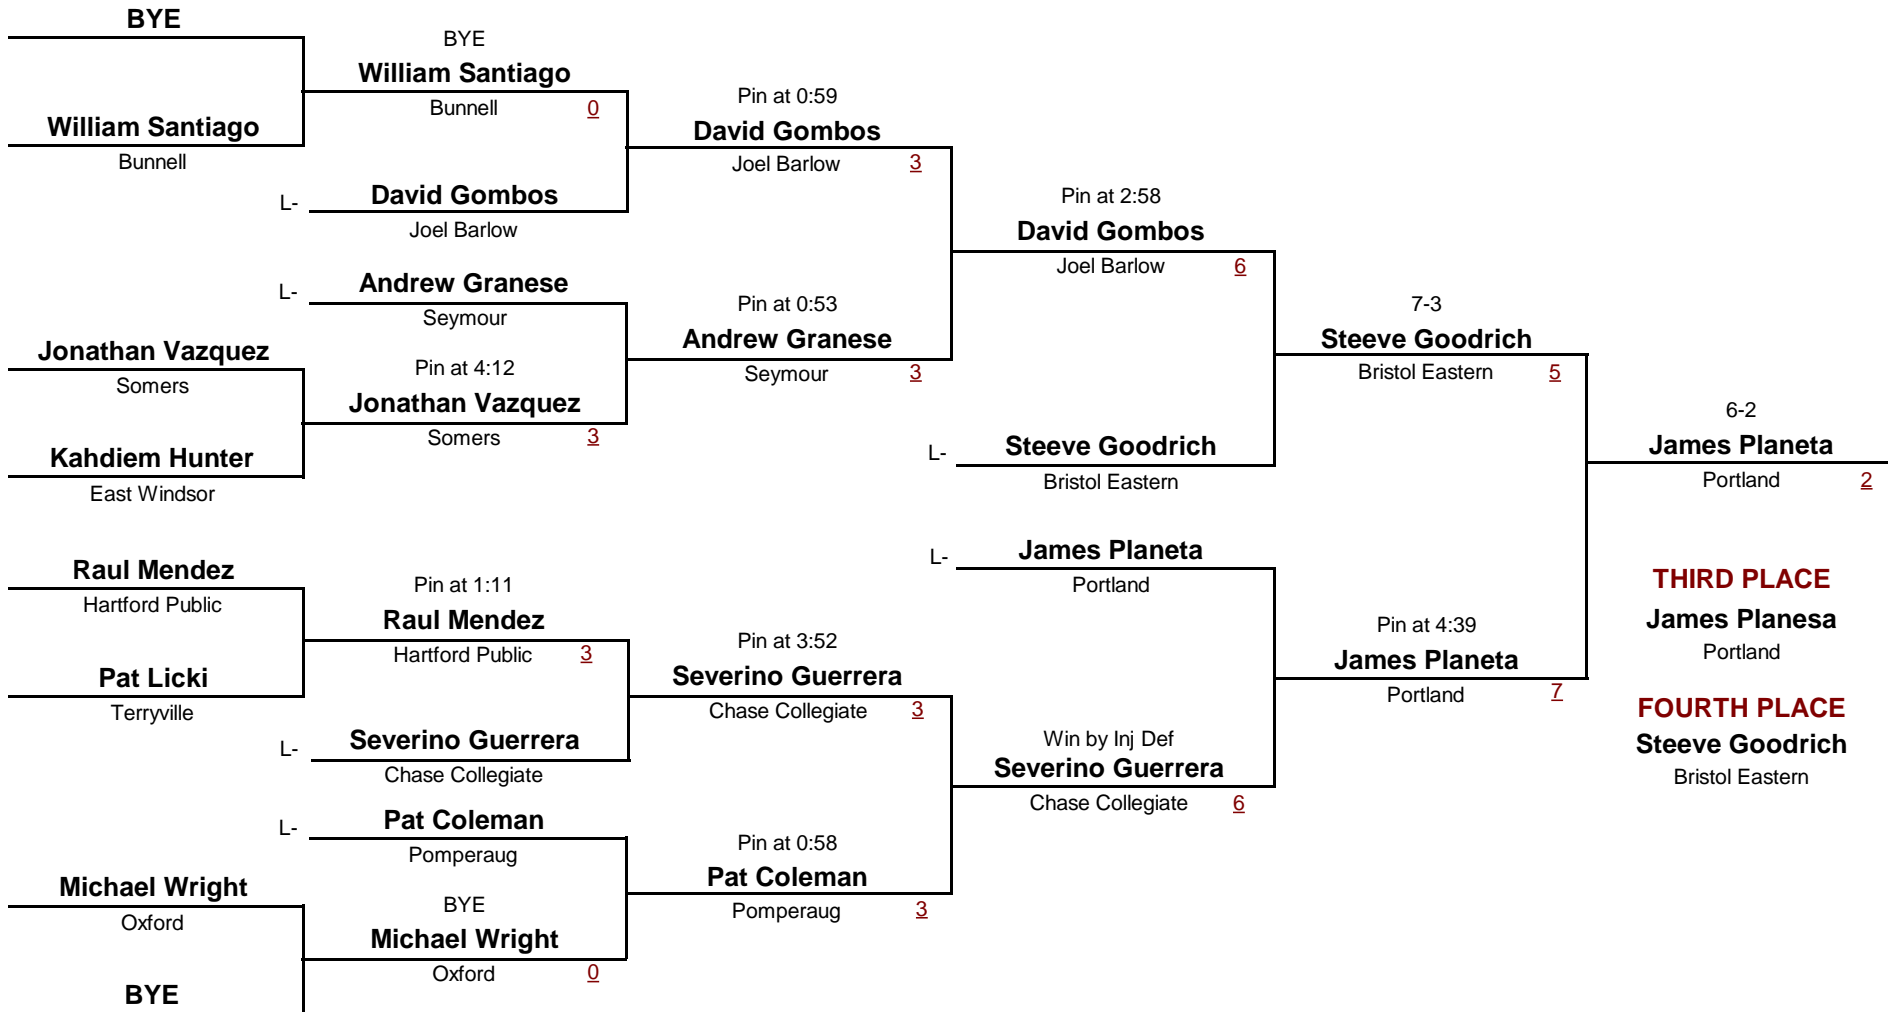 BYE
William Santiago
Bunnell
Jonathan Vazquez
Somers
Kahdiem Hunter
East Windsor
Raul Mendez
Hartford Public
Pat Licki
Terryville
Michael Wright
Oxford
BYE
BYE
William Santiago
Bunnell 0
L- David Gombos
Joel Barlow
L- Andrew Granese
Seymour
Pin at 4:12
Jonathan Vazquez
Somers 3
Pin at 1:11
Raul Mendez
Hartford Public 3
L- Severino Guerrera
Chase Collegiate
L- Pat Coleman
Pomperaug
BYE
Michael Wright
Oxford 0
Pin at 0:59
David Gombos
Joel Barlow 3
Pin at 0:53
Andrew Granese
Seymour 3
Pin at 3:52
Severino Guerrera
Chase Collegiate 3
Pin at 0:58
Pat Coleman
Pomperaug 3
Pin at 2:58
David Gombos
Joel Barlow 6
L- Steeve Goodrich
Bristol Eastern
L- James Planeta
Portland
Win by Inj Def
Severino Guerrera
Chase Collegiate 6
7-3
Steeve Goodrich
Bristol Eastern 5
Pin at 4:39
James Planeta
Portland 7
6-2
James Planeta
Portland 2
THIRD PLACE
James Planesa
Portland
FOURTH PLACE
Steeve Goodrich
Bristol Eastern